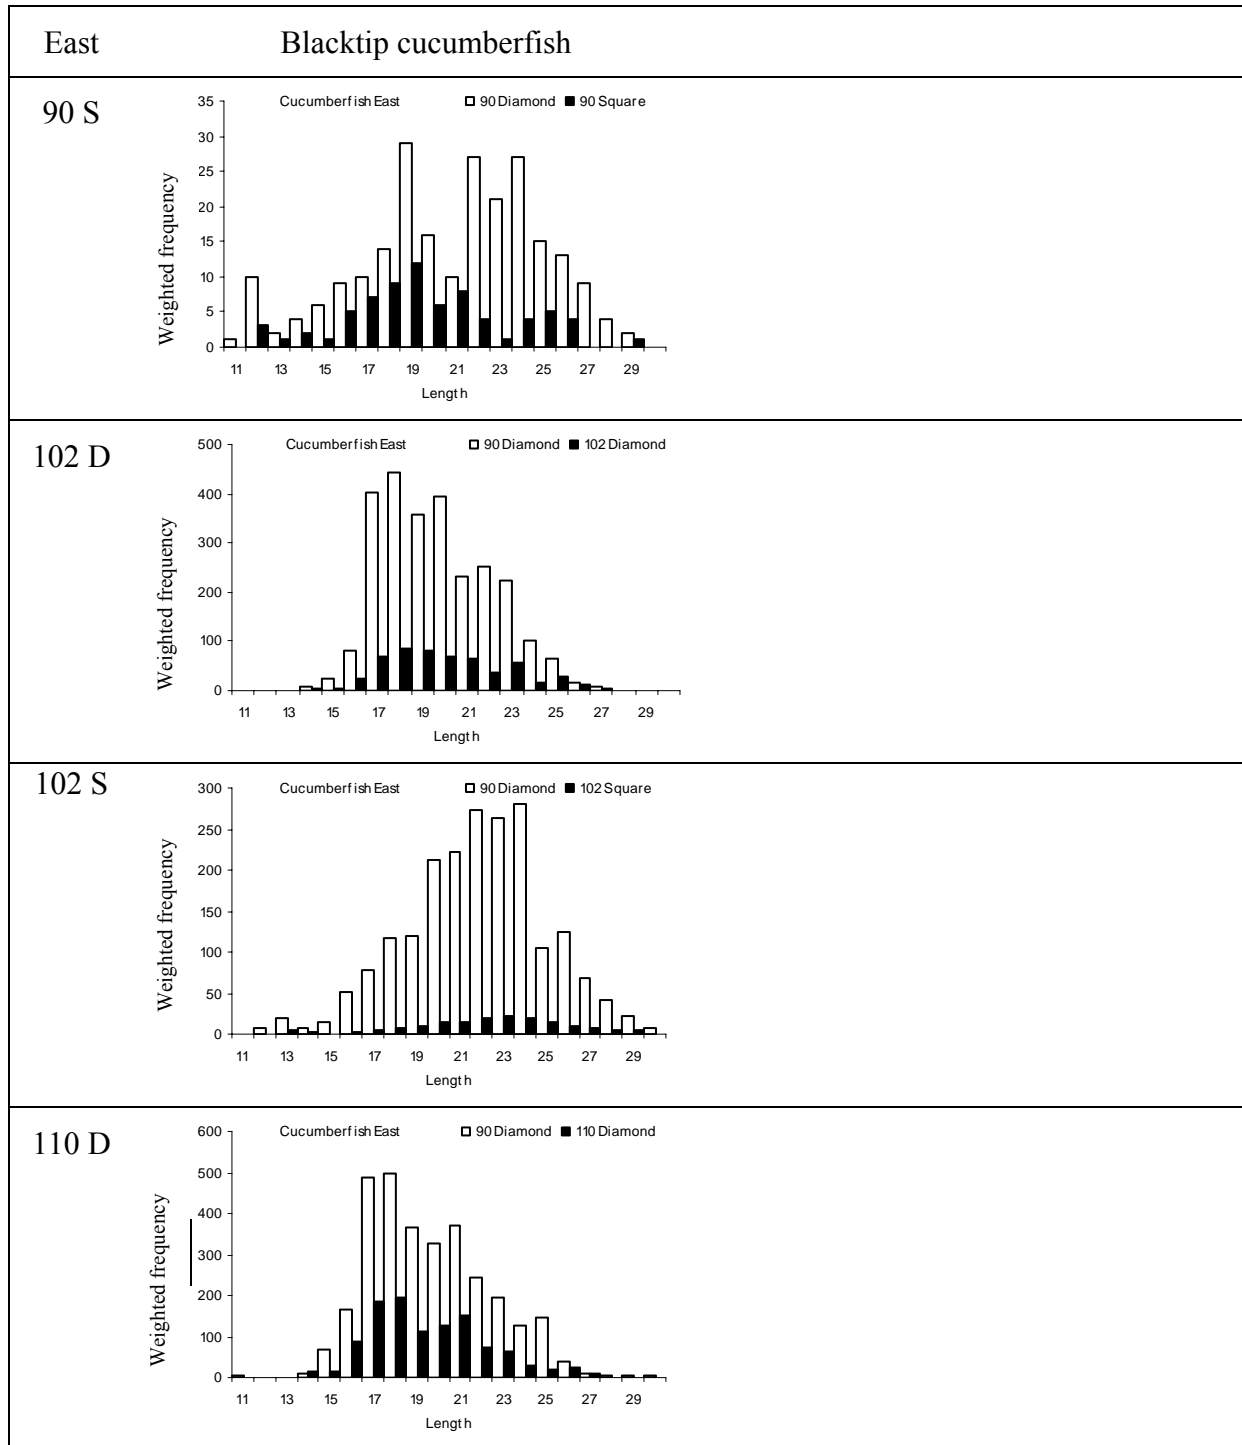 East Blacktip cucumberfish
90 S
Cucumberfish East 90 Diamond 90 Square
35
30
25
20
15
10
5
0
Weighted frequency
11 13 15 17 19 21 23 25 27 29
Length
102 D
Cucumberfish East 90 Diamond 102 Diamond
500
400
300
200
100
0
Weighted frequency
11 13 15 17 19 21 23 25 27 29
Length
102 S
Cucumberfish East 90 Diamond 102 Square
300
250
200
150
100
50
0
Weighted frequency
11 13 15 17 19 21 23 25 27 29
Length
110 D
Cucumberfish East 90 Diamond 110 Diamond
600
500
400
300
200
100
0
Weighted frequency
11 13 15 17 19 21 23 25 27 29
Length